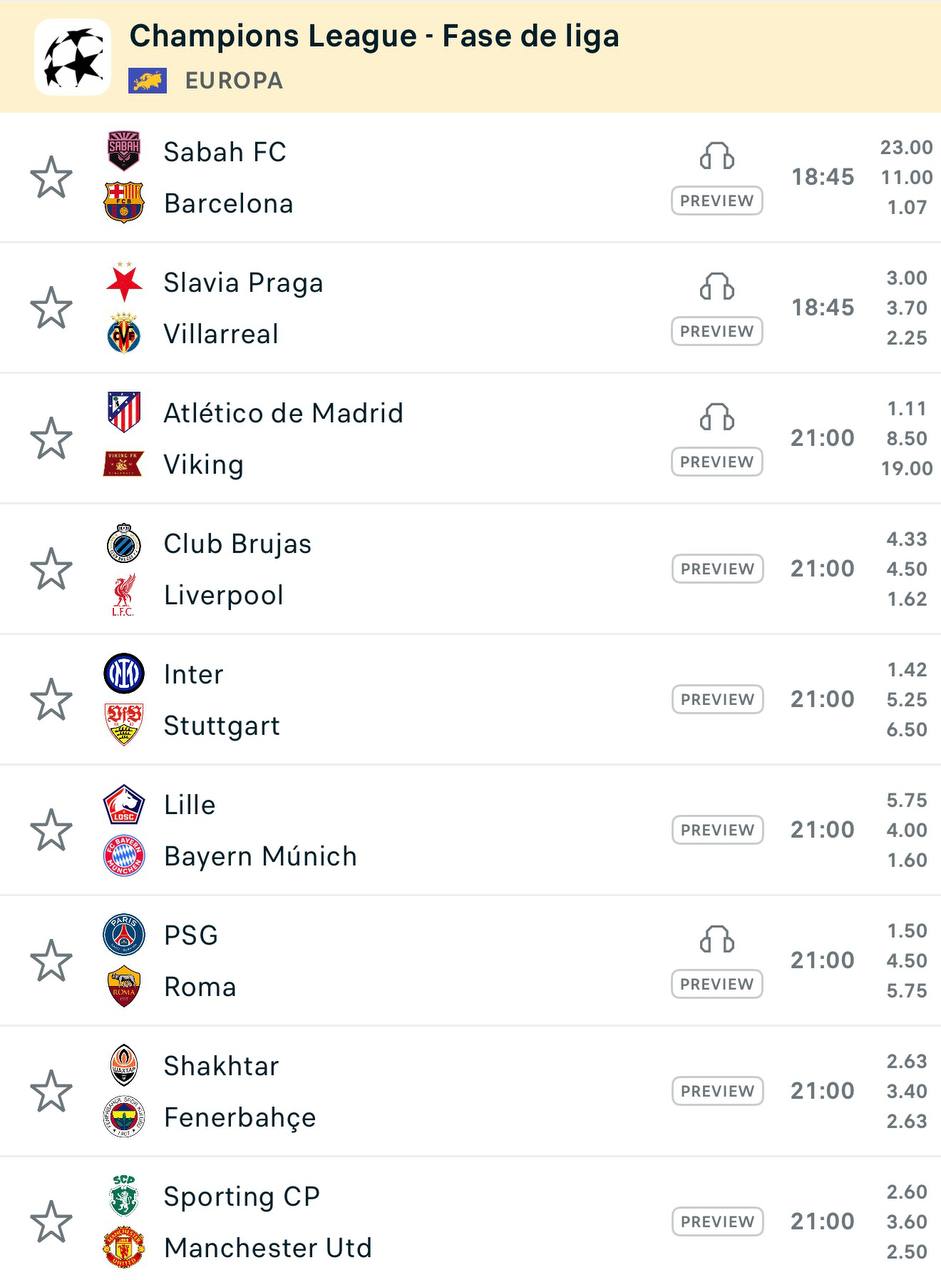 Champions League - Fase de liga
EUROPA
Sabah FC
Barcelona
PREVIEW
18:45
23.00
11.00
1.07
Slavia Praga
Villarreal
PREVIEW
18:45
3.00
3.70
2.25
Atlético de Madrid
Viking
PREVIEW
21:00
1.11
8.50
19.00
Club Brujas
Liverpool
PREVIEW
21:00
4.33
4.50
1.62
Inter
Stuttgart
PREVIEW
21:00
1.42
5.25
6.50
Lille
Bayern Múnich
PREVIEW
21:00
5.75
4.00
1.60
PSG
Roma
PREVIEW
21:00
1.50
4.50
5.75
Shakhtar
Fenerbahçe
PREVIEW
21:00
2.63
3.40
2.63
Sporting CP
Manchester Utd
PREVIEW
21:00
2.60
3.60
2.50